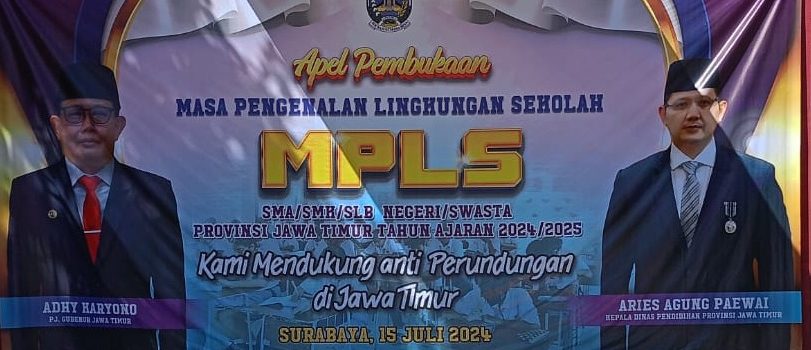 Apel Pembukaan
MASA PENGENALAN LINGKUNGAN SEKOLAH
MPLS
SMA/SMK/SLB NEGERI/SWASTA
PROVINSI JAWA TIMUR TAHUN AJARAN 2024/2025
Kami Mendukung anti Perundungan
di Jawa Timur
SURABAYA, 15 JULI 2024
ADHY KARYONO
PJ. GUBENUR JAWA TIMUR
ARIES AGUNG PAEWAI
KEPALA DINAS PENDIDIKAN PROVINSI JAWA TIMUR